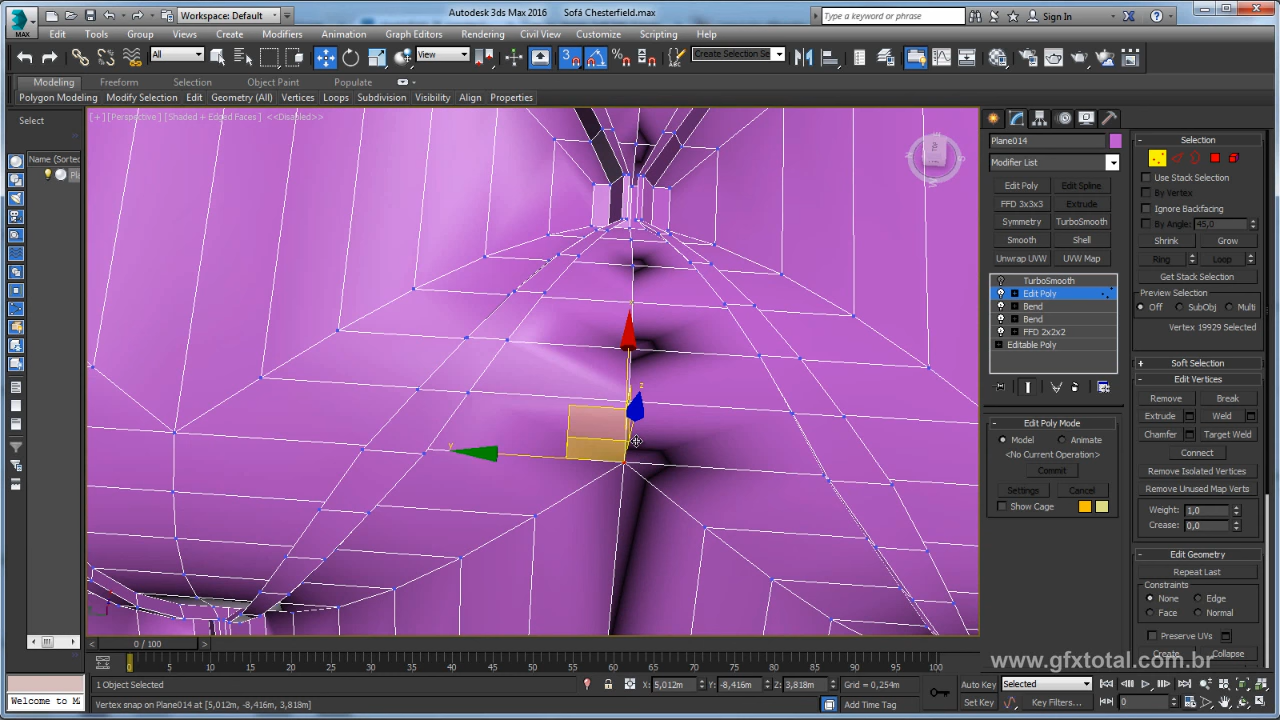 Workspace: Default
Autodesk 3ds Max 2016
Sofá Chesterfield.max
Type a keyword or phrase
Sign In
MAX
Edit
Tools
Group
Views
Create
Modifiers
Animation
Graph Editors
Rendering
Civil View
Customize
Scripting
Help
All
View
3
Create Selection Se
Modeling
Freeform
Selection
Object Paint
Populate
Polygon Modeling
Modify Selection
Edit
Geometry (All)
Vertices
Loops
Subdivision
Visibility
Align
Properties
Select
Name (Sorted
[ + ] [Perspective ] [Shaded + Edged Faces ] <<Disabled>>
TOP
z
y
Plane014
Modifier List
Edit Poly
Edit Spline
FFD 3x3x3
Extrude
Symmetry
TurboSmooth
Smooth
Shell
Unwrap UVW
UVW Map
TurboSmooth
Edit Poly
Bend
Bend
FFD 2x2x2
Editable Poly
Edit Poly Mode
Model
Animate
<No Current Operation>
Commit
Settings
Cancel
Show Cage
Selection
Use Stack Selection
By Vertex
Ignore Backfacing
By Angle:
45,0
Shrink
Grow
Ring
Loop
Get Stack Selection
Preview Selection
Off
SubObj
Multi
Vertex 19929 Selected
Soft Selection
Edit Vertices
Remove
Break
Extrude
Weld
Chamfer
Target Weld
Connect
Remove Isolated Vertices
Remove Unused Map Verts
Weight:
1,0
Crease:
0,0
Edit Geometry
Repeat Last
Constraints
None
Edge
Face
Normal
Preserve UVs
Create
Collapse
www.gfxtotal.com.br
0 / 100
0 5 10 15 20 25 30 35 40 45 50 55 60 65 70 75 80 85 90 95 100
1 Object Selected
X:
5,012m
Y:
-8,416m
Z:
3,818m
Grid = 0,254m
Auto Key
Selected
Welcome to MA
Vertex snap on Plane014 at [5,012m, -8,416m, 3,818m]
Add Time Tag
Set Key
Key Filters...
0